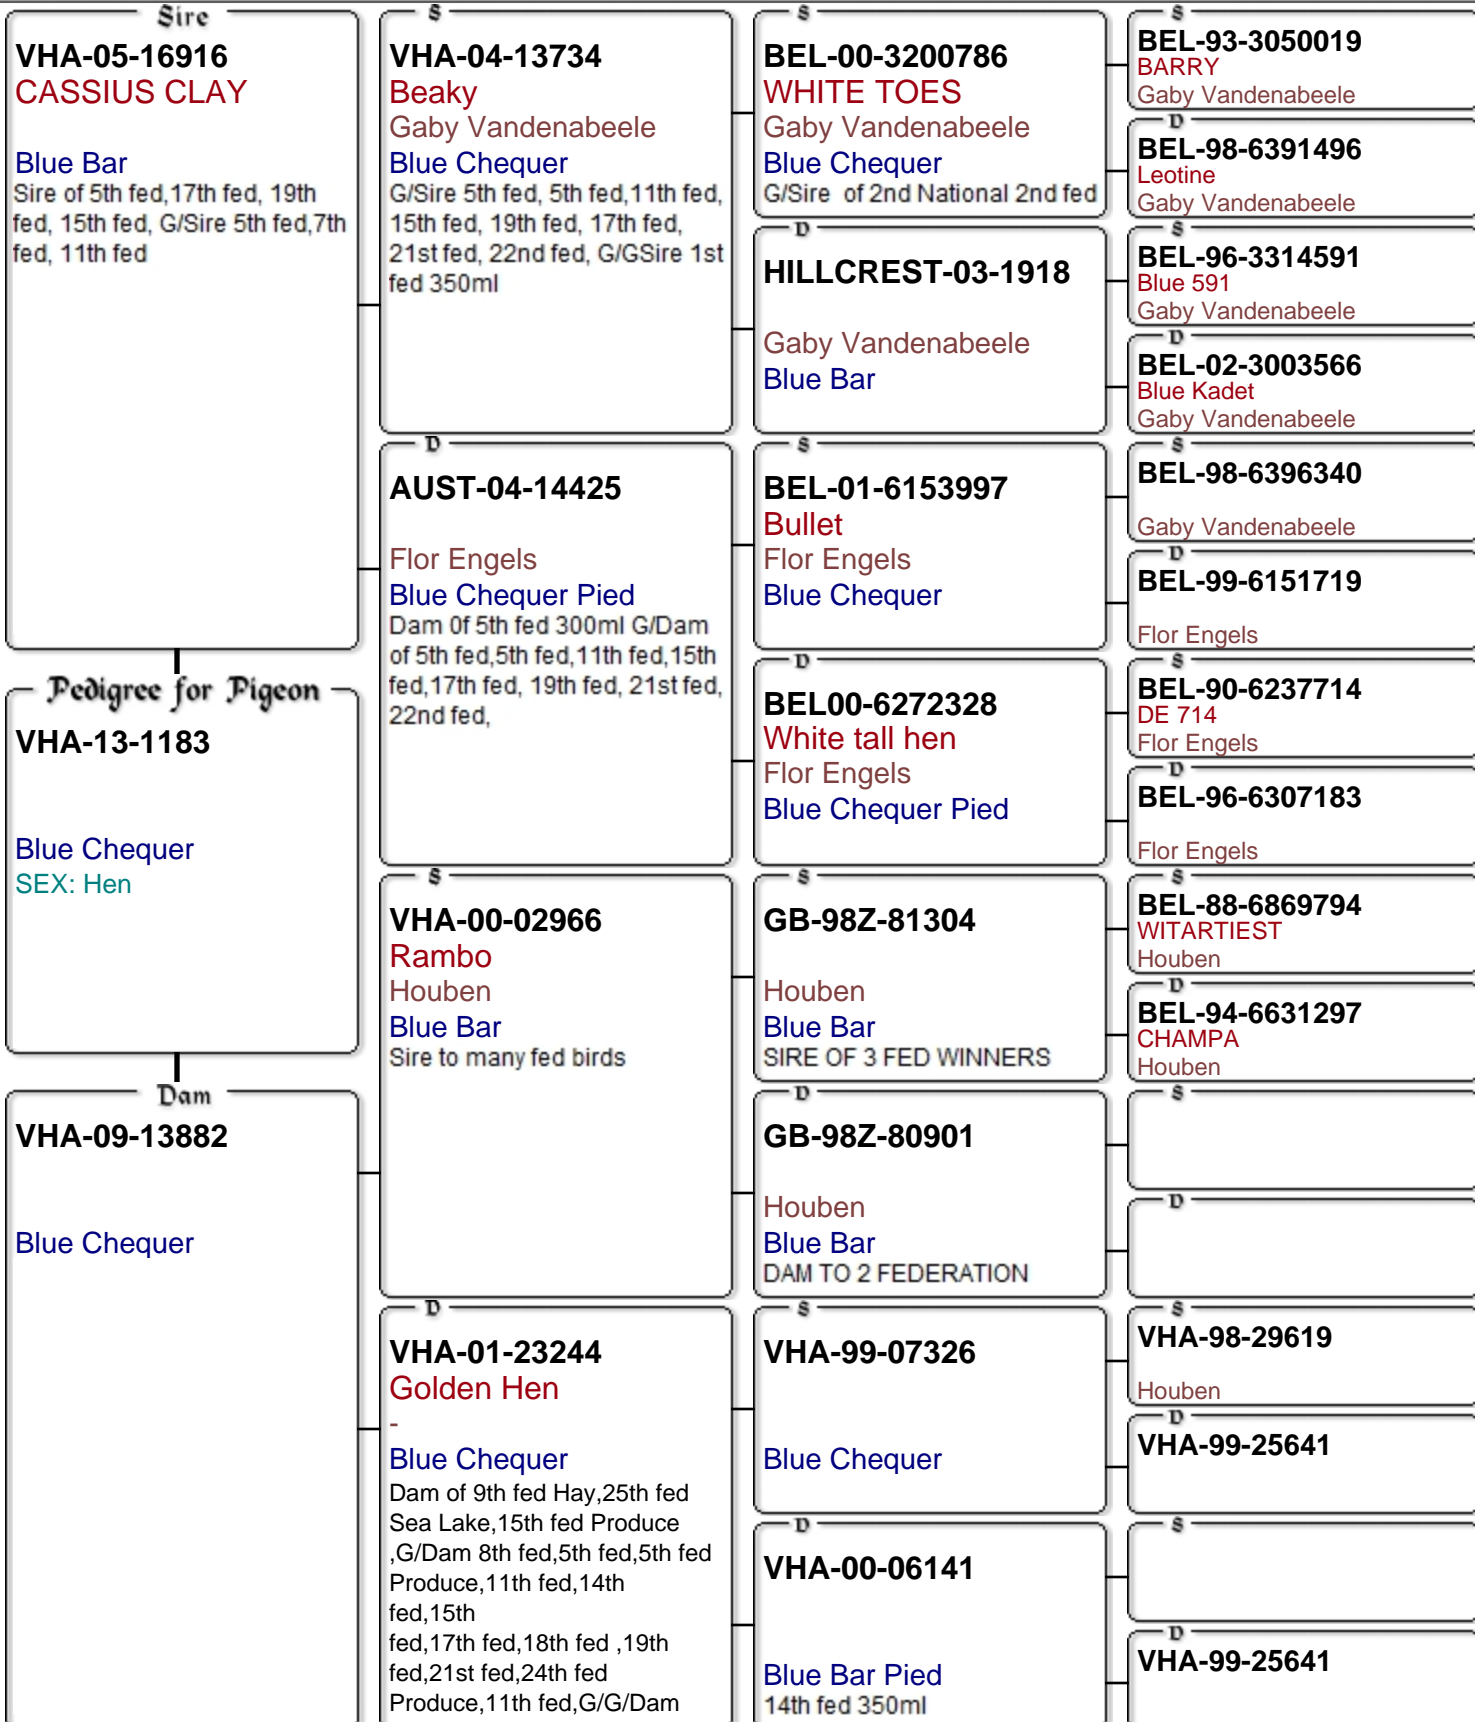 Sire
VHA-05-16916
CASSIUS CLAY
Blue Bar
Sire of 5th fed,17th fed, 19th
fed, 15th fed, G/Sire 5th fed,7th
fed, 11th fed
Pedigree for Pigeon
VHA-13-1183
Blue Chequer
SEX: Hen
Dam
VHA-09-13882
Blue Chequer
S
VHA-04-13734
Beaky
Gaby Vandenabeele
Blue Chequer
G/Sire 5th fed, 5th fed,11th fed,
15th fed, 19th fed, 17th fed,
21st fed, 22nd fed, G/GSire 1st
fed 350ml
D
AUST-04-14425
Flor Engels
Blue Chequer Pied
Dam 0f 5th fed 300ml G/Dam
of 5th fed,5th fed,11th fed,15th
fed,17th fed, 19th fed, 21st fed,
22nd fed,
S
VHA-00-02966
Rambo
Houben
Blue Bar
Sire to many fed birds
D
VHA-01-23244
Golden Hen
-
Blue Chequer
Dam of 9th fed Hay,25th fed
Sea Lake,15th fed Produce
,G/Dam 8th fed,5th fed,5th fed
Produce,11th fed,14th
fed,15th
fed,17th fed,18th fed ,19th
fed,21st fed,24th fed
Produce,11th fed,G/G/Dam
S
BEL-00-3200786
WHITE TOES
Gaby Vandenabeele
Blue Chequer
G/Sire of 2nd National 2nd fed
D
HILLCREST-03-1918
Gaby Vandenabeele
Blue Bar
S
BEL-01-6153997
Bullet
Flor Engels
Blue Chequer
D
BEL00-6272328
White tall hen
Flor Engels
Blue Chequer Pied
S
GB-98Z-81304
Houben
Blue Bar
SIRE OF 3 FED WINNERS
D
GB-98Z-80901
Houben
Blue Bar
DAM TO 2 FEDERATION
S
VHA-99-07326
Blue Chequer
D
VHA-00-06141
Blue Bar Pied
14th fed 350ml
S
BEL-93-3050019
BARRY
Gaby Vandenabeele
D
BEL-98-6391496
Leotine
Gaby Vandenabeele
S
BEL-96-3314591
Blue 591
Gaby Vandenabeele
D
BEL-02-3003566
Blue Kadet
Gaby Vandenabeele
S
BEL-98-6396340
Gaby Vandenabeele
D
BEL-99-6151719
Flor Engels
S
BEL-90-6237714
DE 714
Flor Engels
D
BEL-96-6307183
Flor Engels
S
BEL-88-6869794
WITARTIEST
Houben
D
BEL-94-6631297
CHAMPA
Houben
S
D
S
VHA-98-29619
Houben
D
VHA-99-25641
S
D
VHA-99-25641